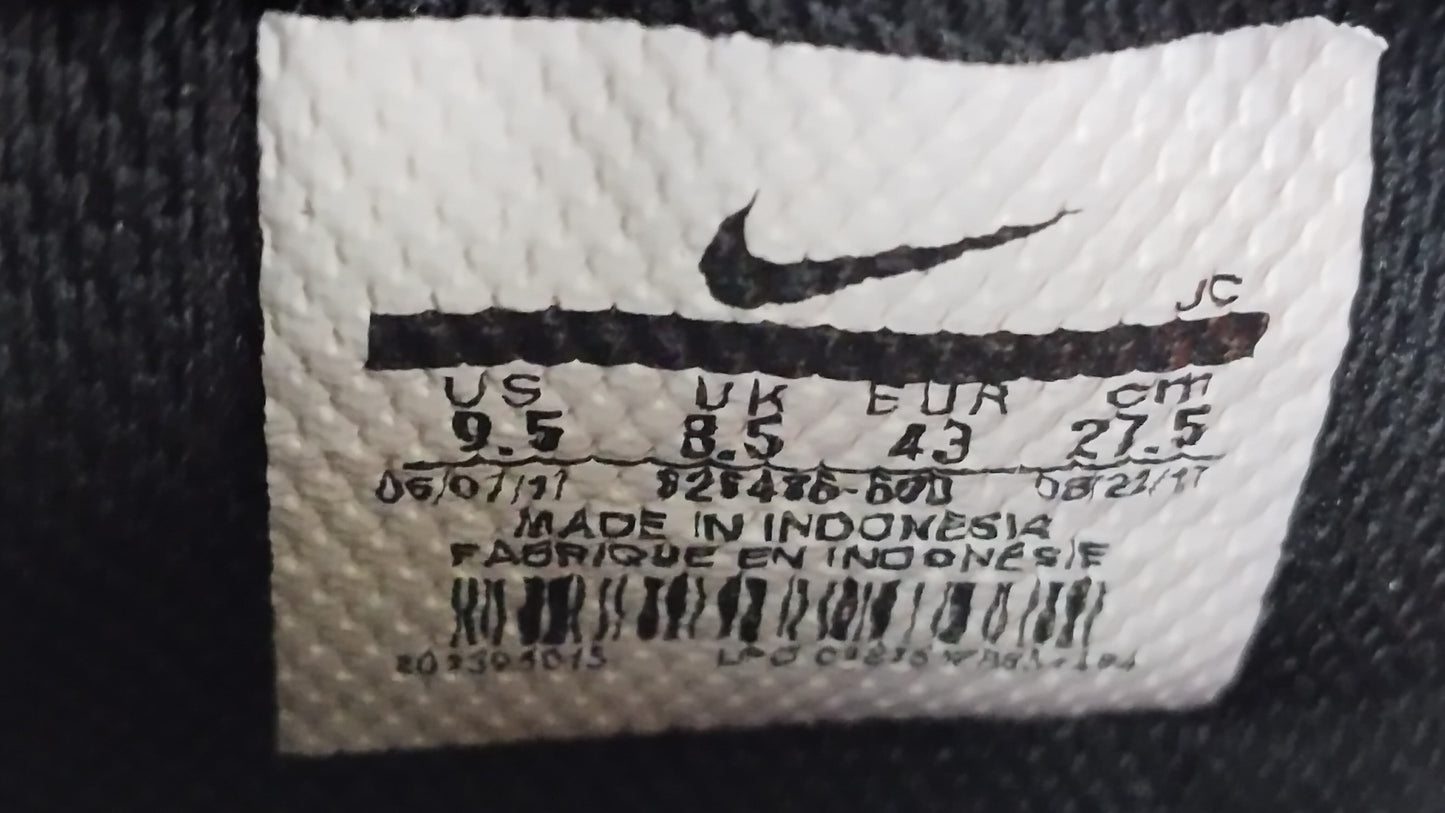 JC
US UK EUR cm
9.5 8.5 43 27.5
06/07/17 08/22/17
MADE IN INDONESIA
FABRIQUE EN INDONÉSIE